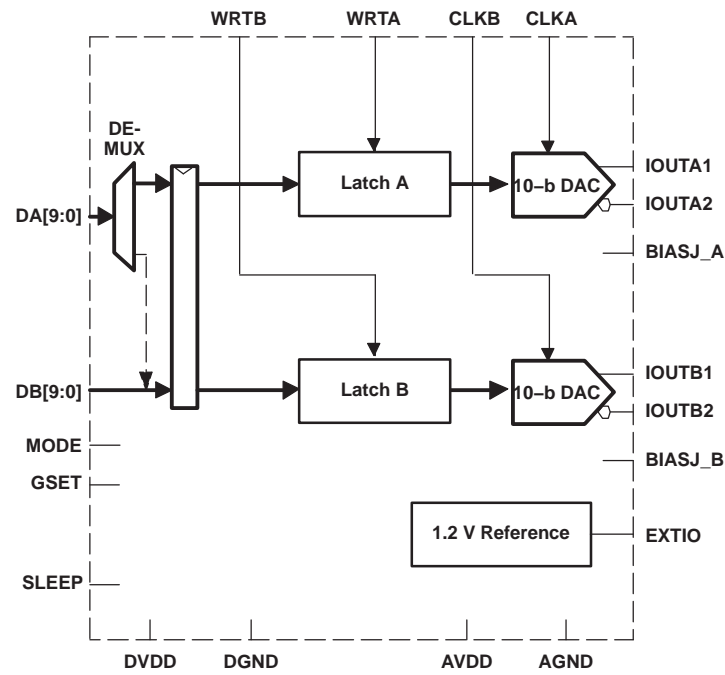 WRTB WRTA CLKB CLKA
DE-
MUX
IOUTA1
Latch A
10–b DAC
IOUTA2
DA[9:0]
BIASJ_A
IOUTB1
DB[9:0]
Latch B
10–b DAC
IOUTB2
MODE
BIASJ_B
GSET
1.2 V Reference
EXTIO
SLEEP
DVDD DGND AVDD AGND